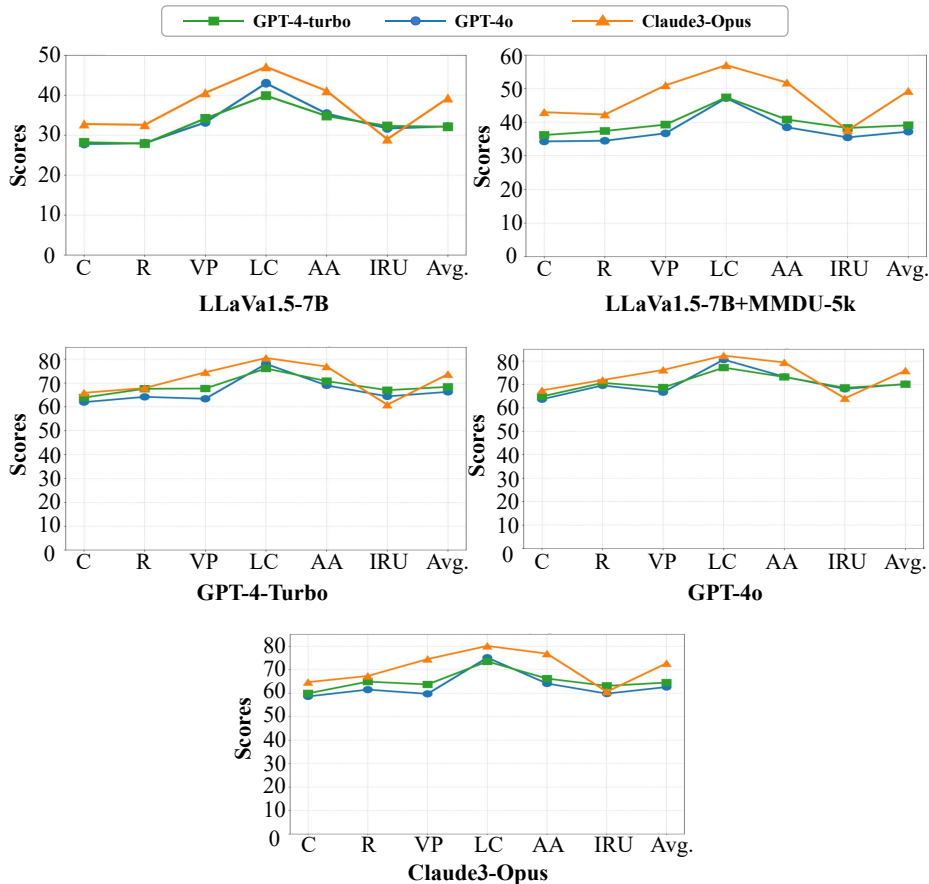 GPT-4-turbo GPT-4o Claude3-Opus
Scores
50
40
30
20
10
0
C R VP LC AA IRU Avg.
LLaVa1.5-7B
Scores
60
50
40
30
20
10
0
C R VP LC AA IRU Avg.
LLaVa1.5-7B+MMDU-5k
Scores
80
70
60
50
40
30
20
10
0
C R VP LC AA IRU Avg.
GPT-4-Turbo
Scores
80
70
60
50
40
30
20
10
0
C R VP LC AA IRU Avg.
GPT-4o
Scores
80
70
60
50
40
30
20
10
0
C R VP LC AA IRU Avg.
Claude3-Opus